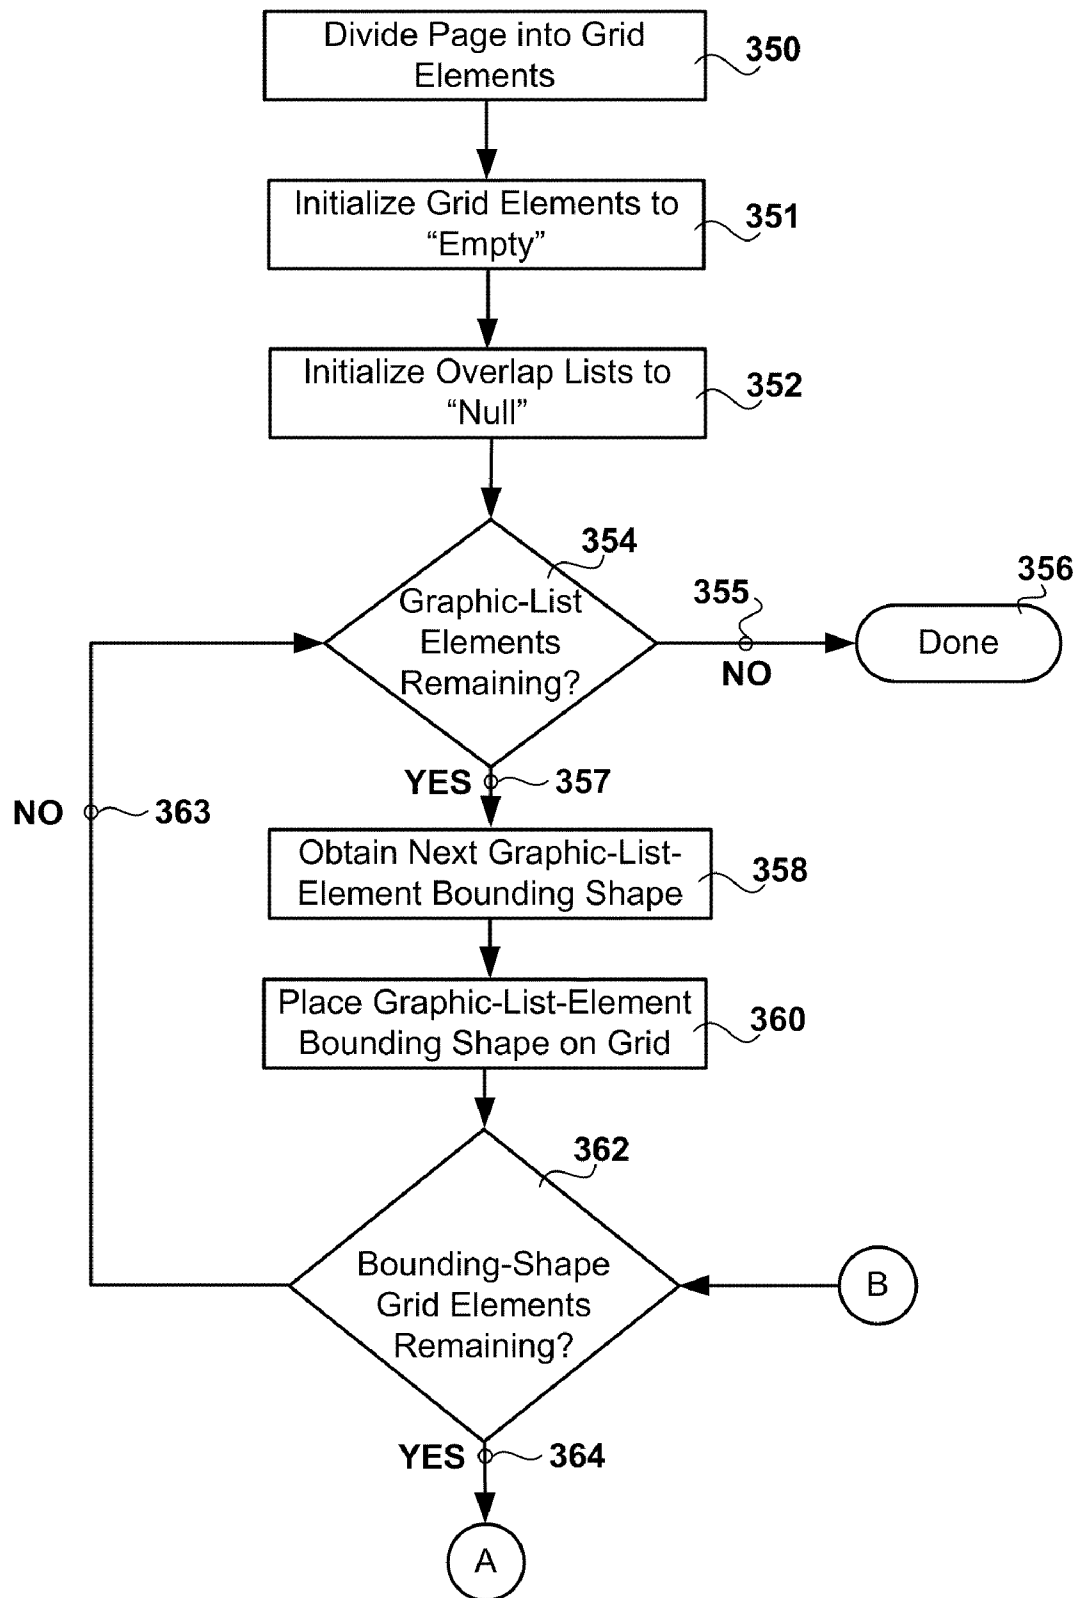 Divide Page into Grid
Elements
350
Initialize Grid Elements to
“Empty”
351
Initialize Overlap Lists to
“Null”
352
354
Graphic-List
Elements
Remaining?
355
NO
356
Done
YES
357
NO
363
Obtain Next Graphic-List-
Element Bounding Shape
358
Place Graphic-List-Element
Bounding Shape on Grid
360
362
Bounding-Shape
Grid Elements
Remaining?
B
YES
364
A